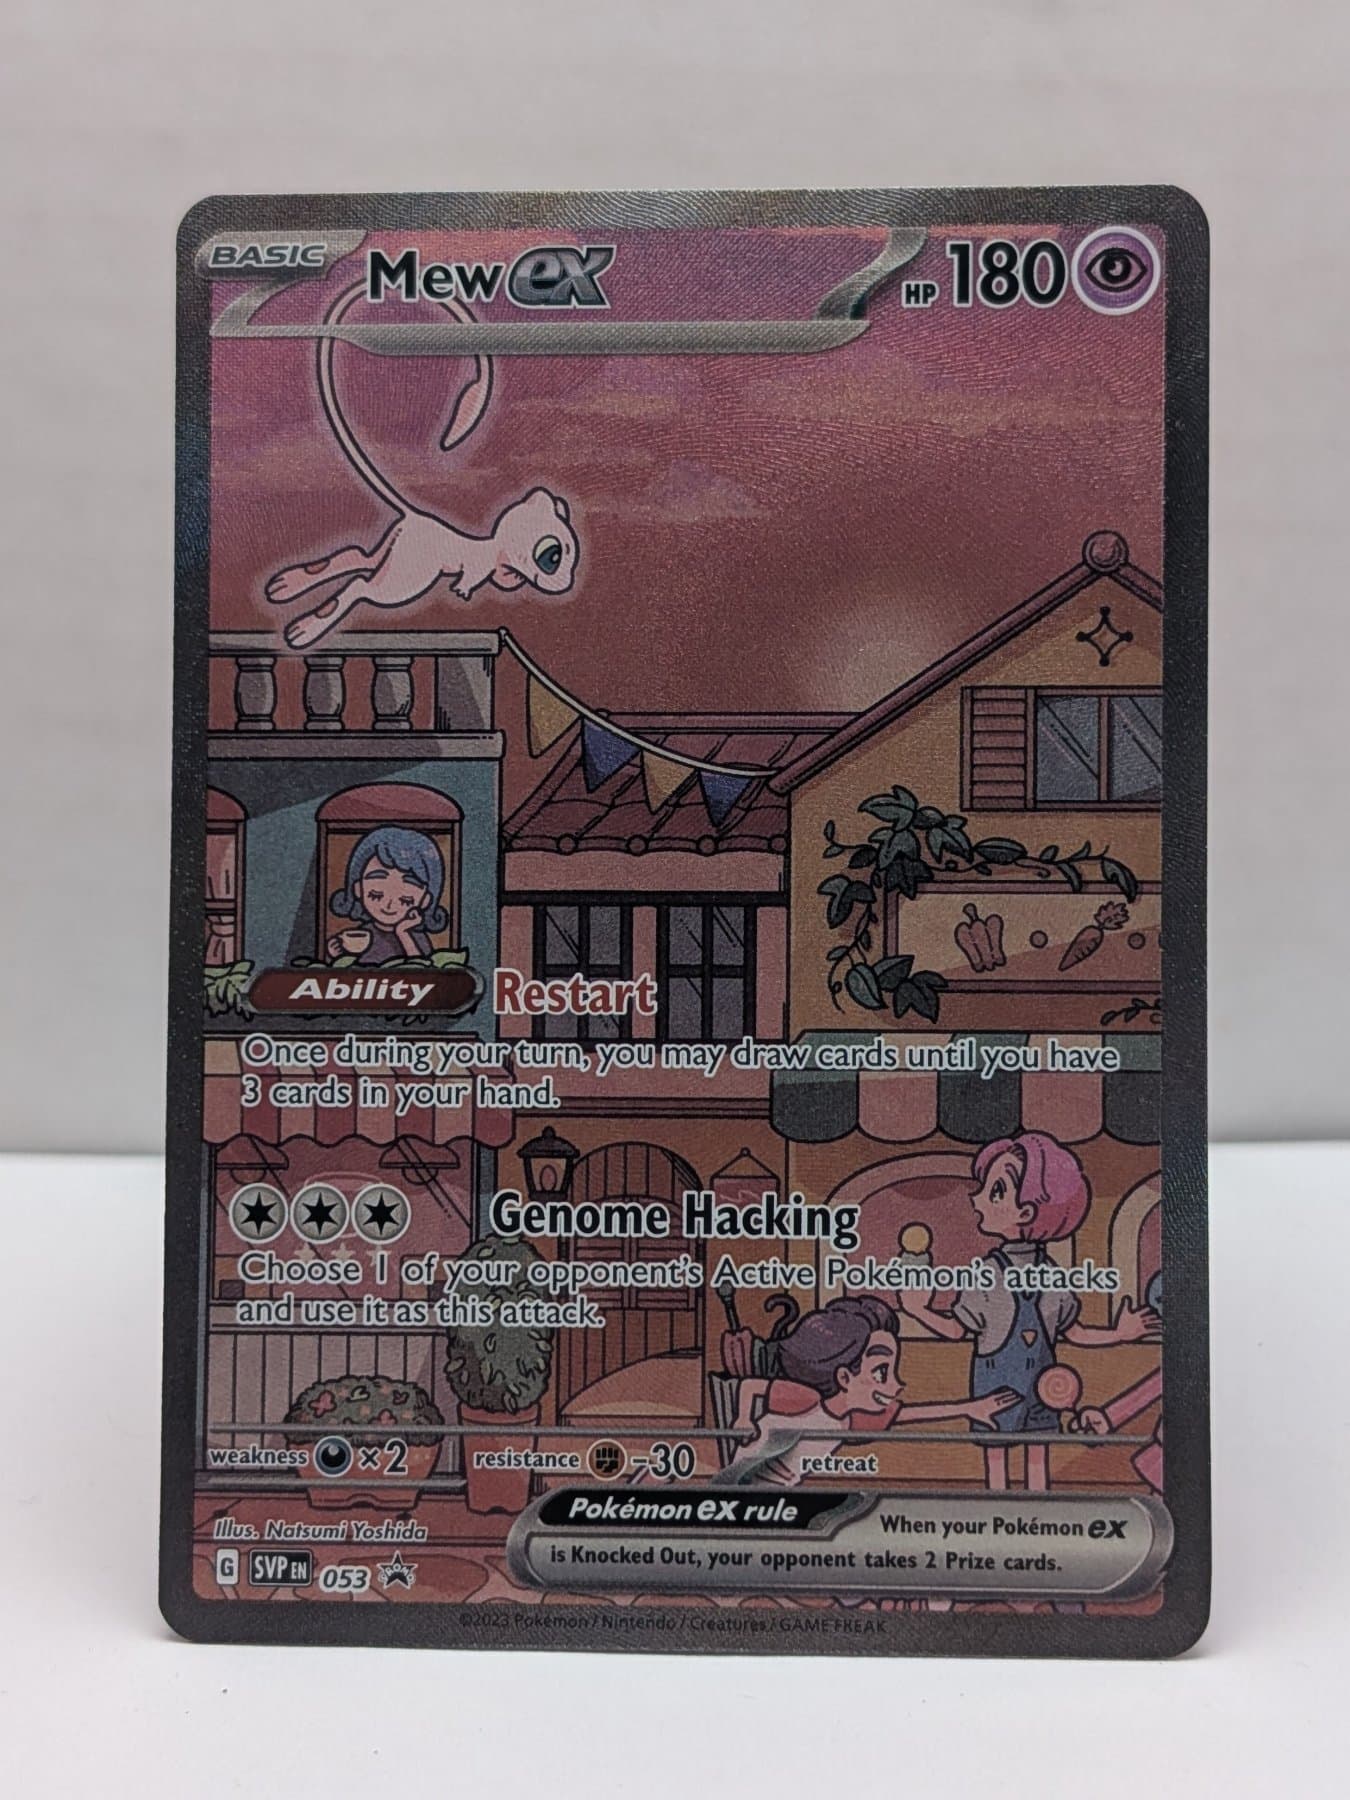 BASIC Mew ex HP 180
Ability Restart
Once during your turn, you may draw cards until you have
3 cards in your hand.
Genome Hacking
Choose 1 of your opponent's Active Pokémon's attacks
and use it as this attack.
weakness ×2 resistance -30 retreat
Pokémon ex rule When your Pokémon ex
is Knocked Out, your opponent takes 2 Prize cards.
Illus. Natsumi Yoshida
G SVP EN 053 PROMO
©2023 Pokémon / Nintendo / Creatures / GAME FREAK